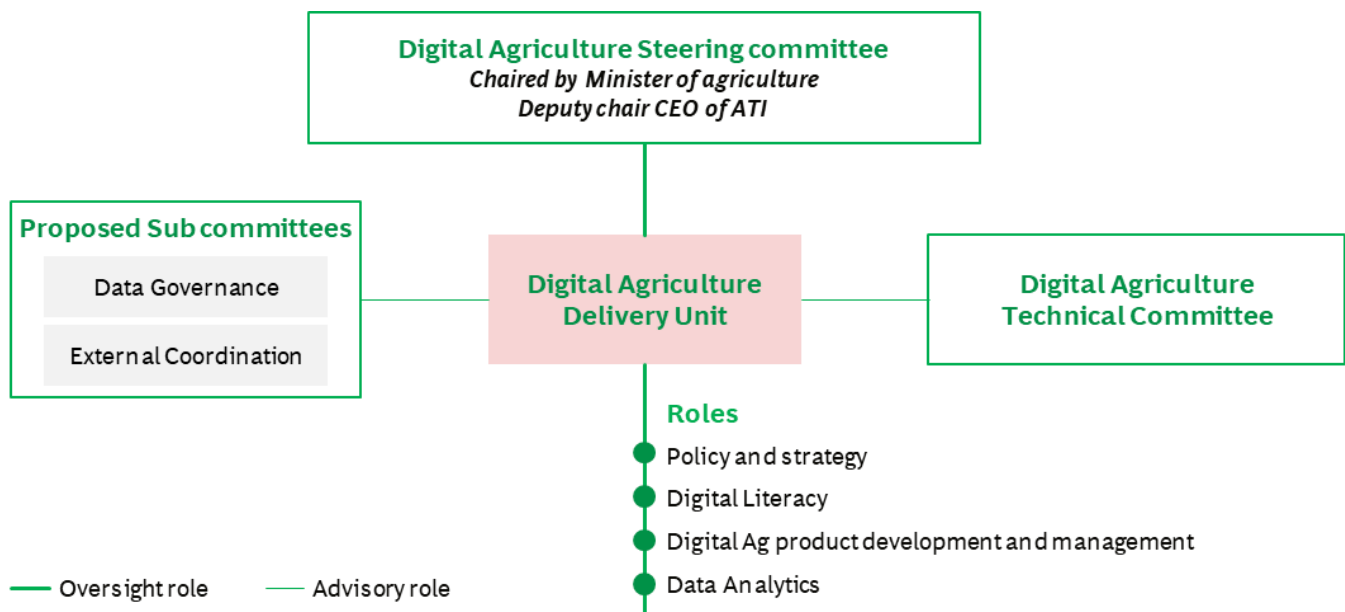 Digital Agriculture Steering committee
Chaired by Minister of agriculture
Deputy chair CEO of ATI
Proposed Sub committees
Data Governance
External Coordination
Digital Agriculture
Delivery Unit
Digital Agriculture
Technical Committee
Roles
Policy and strategy
Digital Literacy
Digital Ag product development and management
Data Analytics
Oversight role
Advisory role